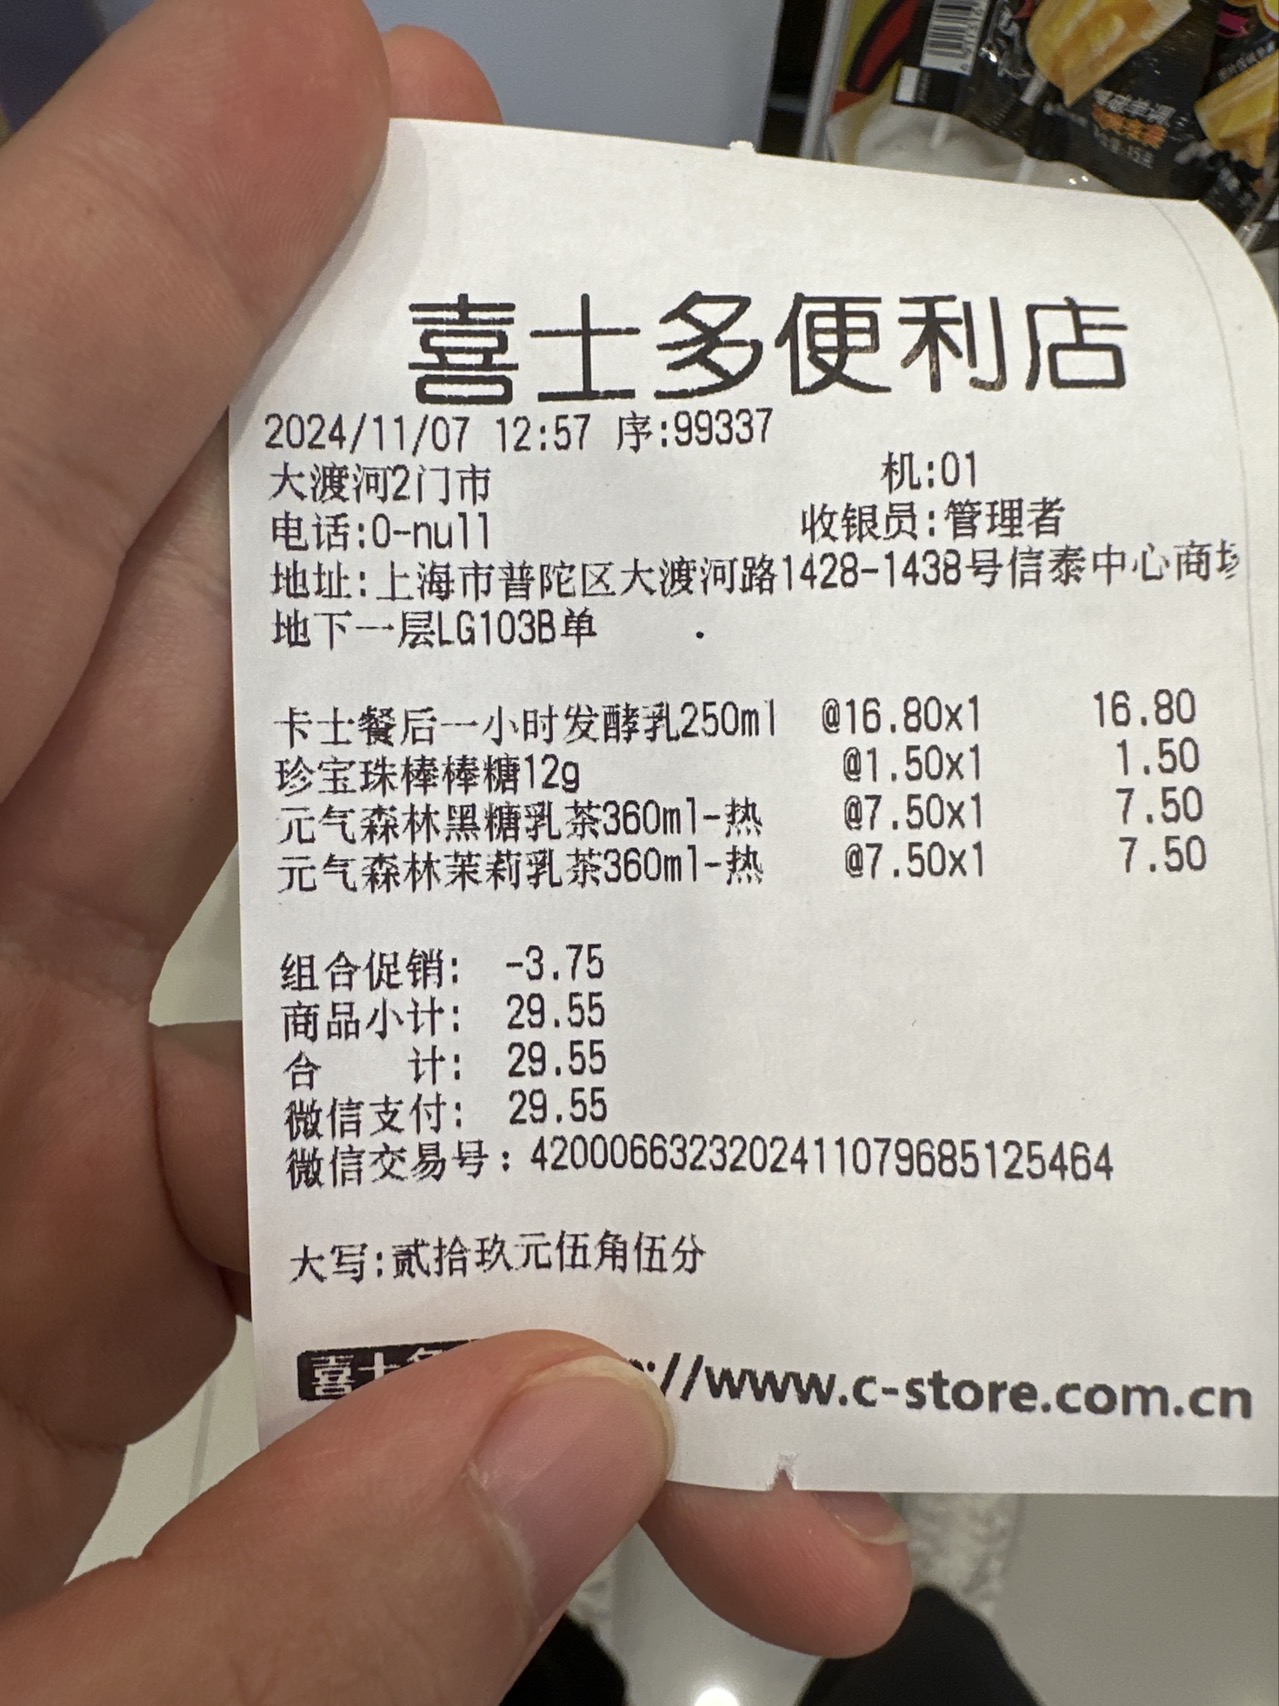 喜士多便利店
2024/11/07 12:57 序:99337
大渡河2门市 机:01
电话:0-null 收银员:管理者
地址:上海市普陀区大渡河路1428-1438号信泰中心商场
地下一层LG103B单
卡士餐后一小时发酵乳250ml @16.80x1 16.80
珍宝珠棒棒糖12g @1.50x1 1.50
元气森林黑糖乳茶360ml-热 @7.50x1 7.50
元气森林茉莉乳茶360ml-热 @7.50x1 7.50
组合促销: -3.75
商品小计: 29.55
合 计: 29.55
微信支付: 29.55
微信交易号: 4200066323202411079685125464
大写:贰拾玖元伍角伍分
喜士多 ://www.c-store.com.cn